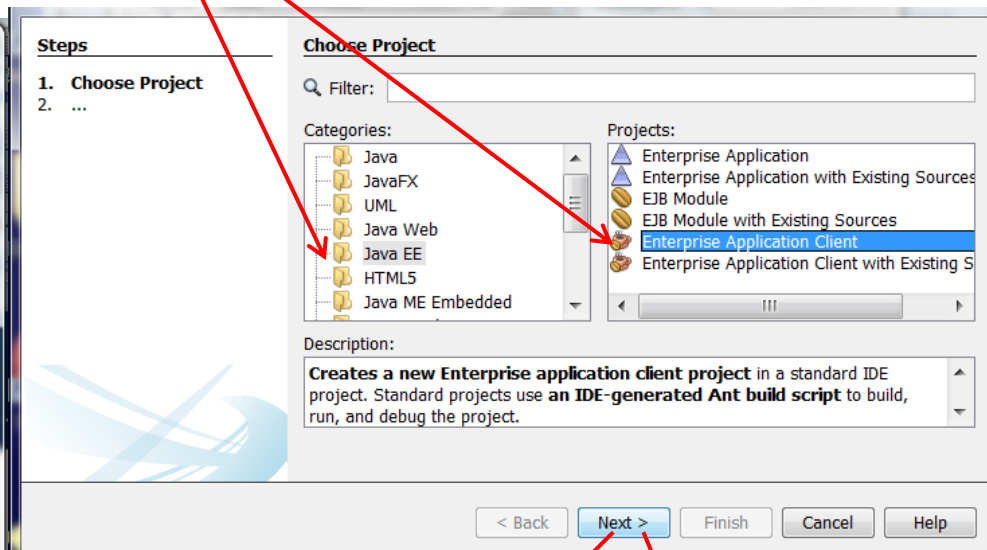 Steps
1. Choose Project
2. ...
Choose Project
Filter:
Categories:
Java
JavaFX
UML
Java Web
Java EE
HTML5
Java ME Embedded
Projects:
Enterprise Application
Enterprise Application with Existing Sources
EJB Module
EJB Module with Existing Sources
Enterprise Application Client
Enterprise Application Client with Existing S
Description:
Creates a new Enterprise application client project in a standard IDE
project. Standard projects use an IDE-generated Ant build script to build,
run, and debug the project.
< Back
Next >
Finish
Cancel
Help